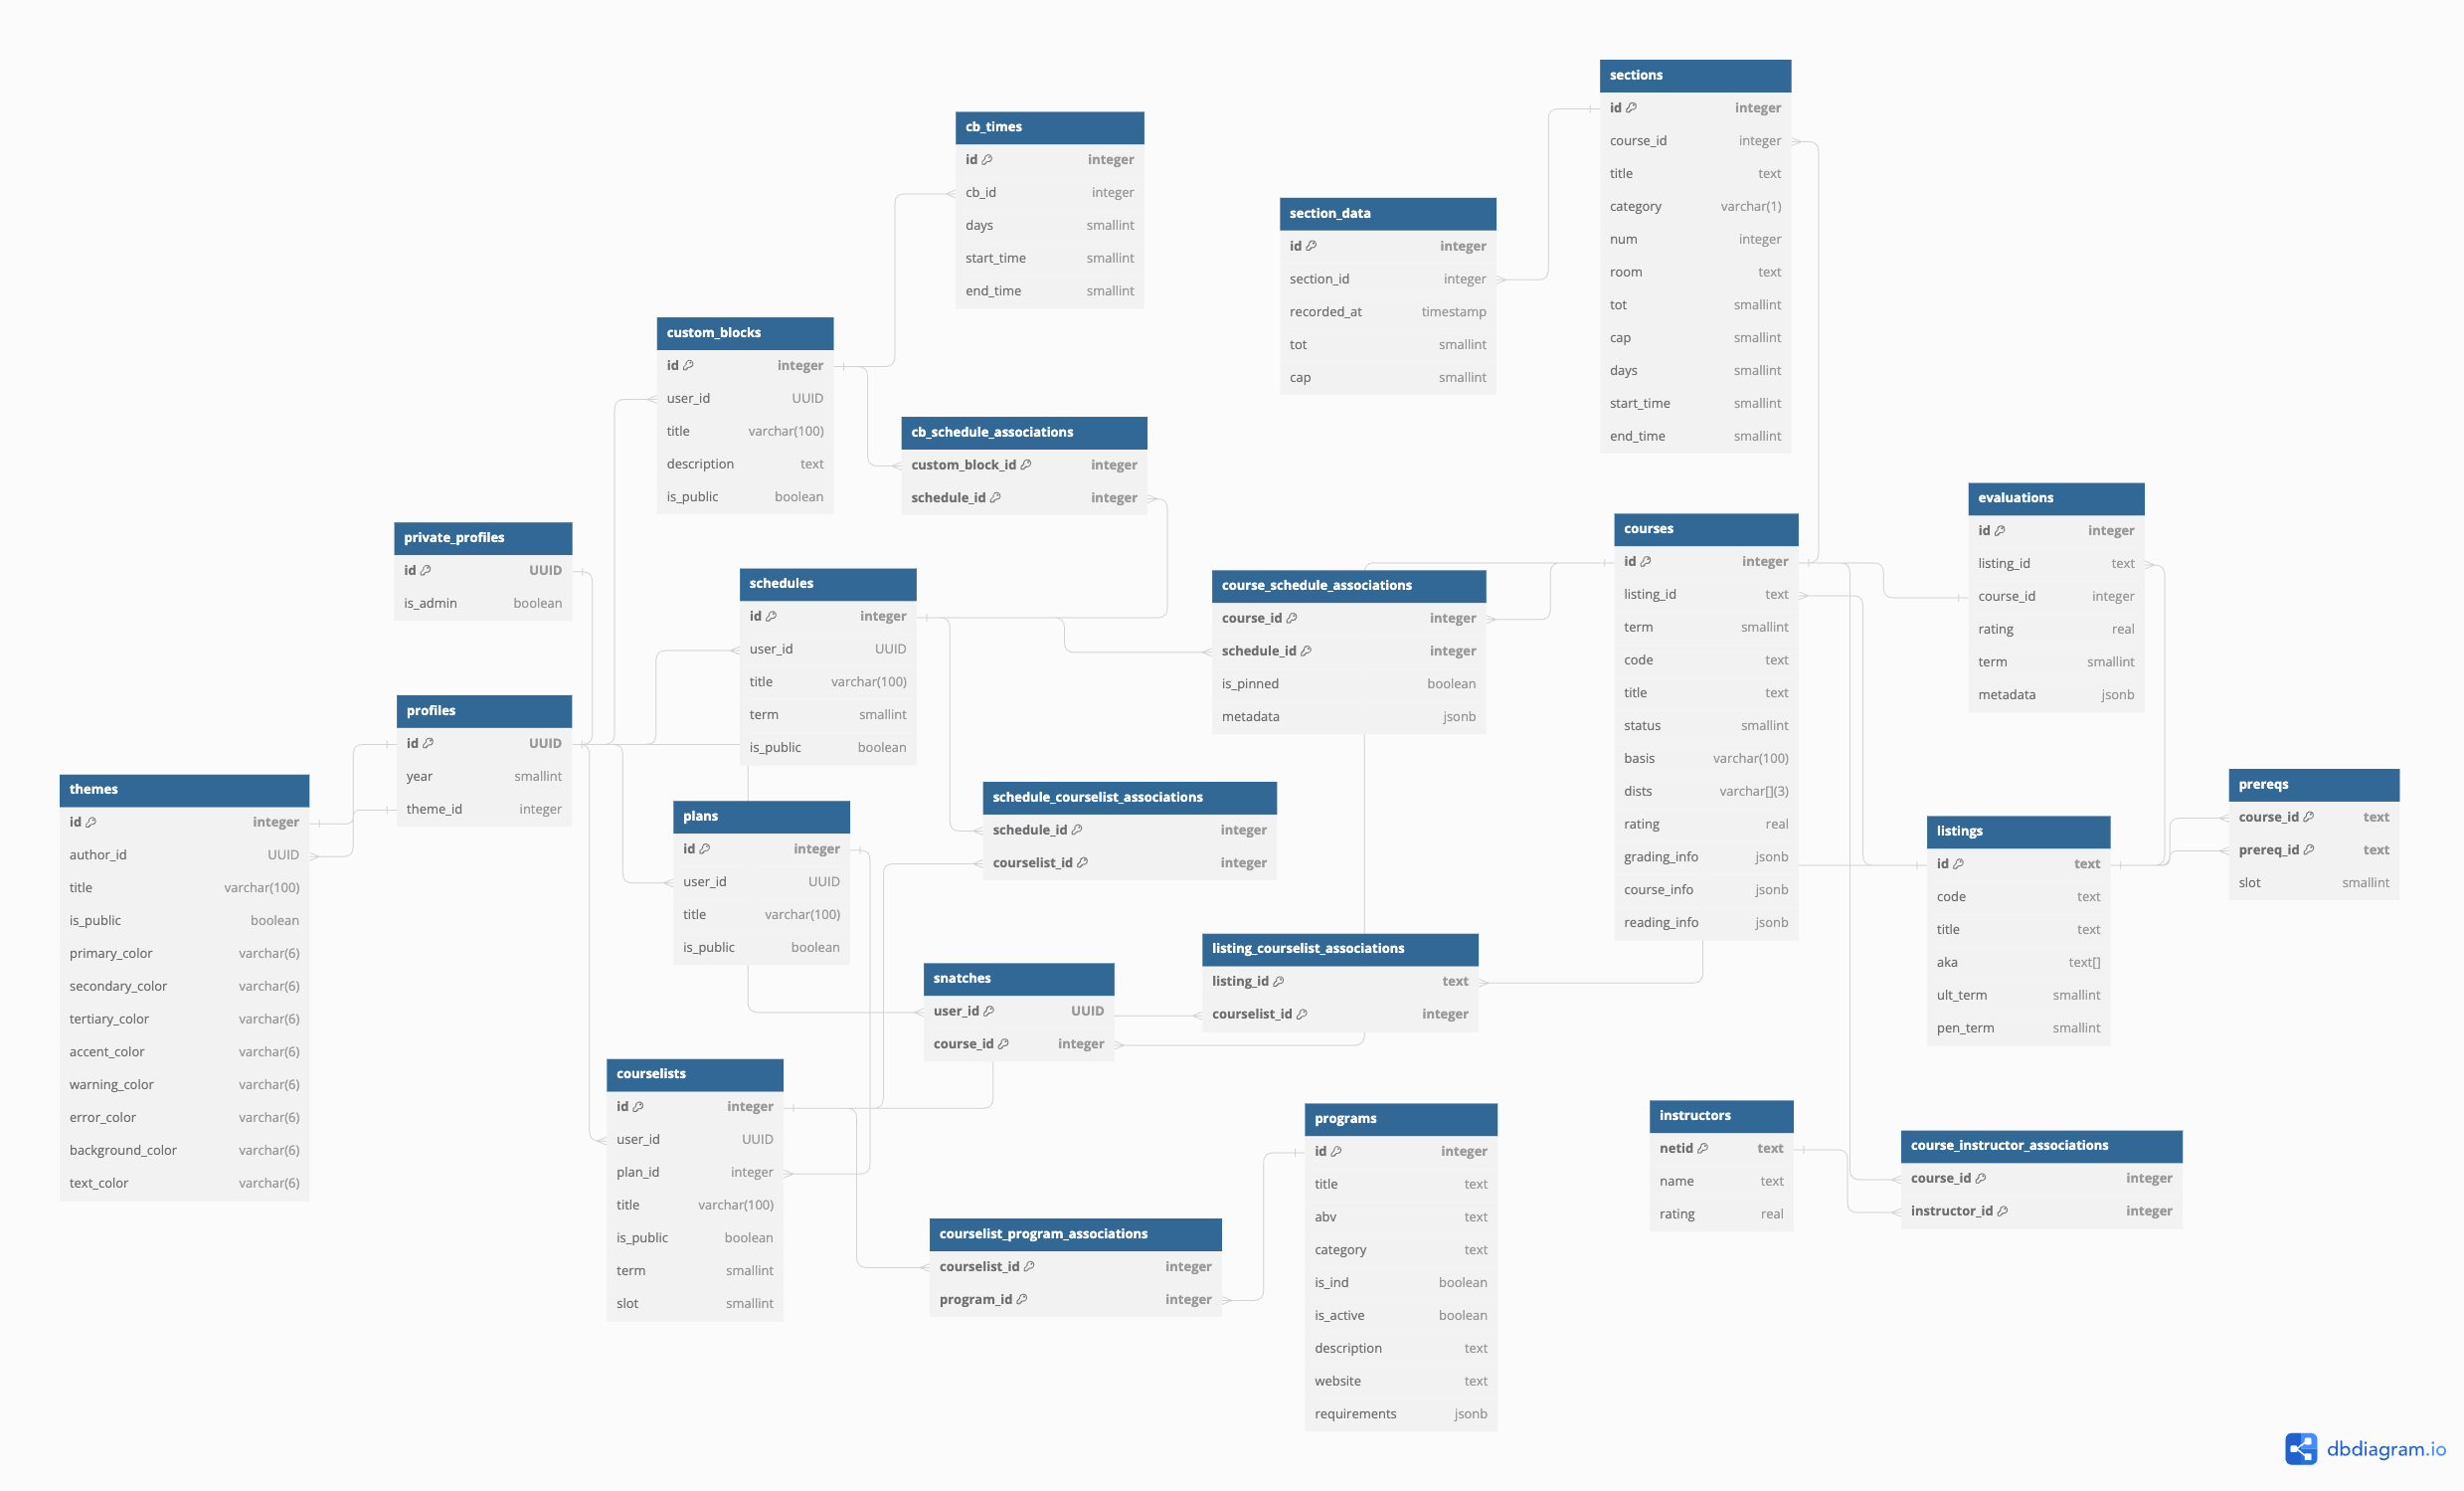 sections
id integer
course_id integer
title text
category varchar(1)
num integer
room text
tot smallint
cap smallint
days smallint
start_time smallint
end_time smallint
cb_times
id integer
cb_id integer
days smallint
start_time smallint
end_time smallint
section_data
id integer
section_id integer
recorded_at timestamp
tot smallint
cap smallint
custom_blocks
id integer
user_id UUID
title varchar(100)
description text
is_public boolean
cb_schedule_associations
custom_block_id integer
schedule_id integer
evaluations
id integer
listing_id text
course_id integer
rating real
term smallint
metadata jsonb
private_profiles
id UUID
is_admin boolean
schedules
id integer
user_id UUID
title varchar(100)
term smallint
is_public boolean
course_schedule_associations
course_id integer
schedule_id integer
is_pinned boolean
metadata jsonb
courses
id integer
listing_id text
term smallint
code text
title text
status smallint
basis varchar(100)
dists varchar[](3)
rating real
grading_info jsonb
course_info jsonb
reading_info jsonb
profiles
id UUID
year smallint
theme_id integer
themes
id integer
author_id UUID
title varchar(100)
is_public boolean
primary_color varchar(6)
secondary_color varchar(6)
tertiary_color varchar(6)
accent_color varchar(6)
warning_color varchar(6)
error_color varchar(6)
background_color varchar(6)
text_color varchar(6)
plans
id integer
user_id UUID
title varchar(100)
is_public boolean
schedule_courselist_associations
schedule_id integer
courselist_id integer
prereqs
course_id text
prereq_id text
slot smallint
listings
id text
code text
title text
aka text[]
ult_term smallint
pen_term smallint
snatches
user_id UUID
course_id integer
listing_courselist_associations
listing_id text
courselist_id integer
courselists
id integer
user_id UUID
plan_id integer
title varchar(100)
is_public boolean
term smallint
slot smallint
courselist_program_associations
courselist_id integer
program_id integer
programs
id integer
title text
abv text
category text
is_ind boolean
is_active boolean
description text
website text
requirements jsonb
instructors
netid text
name text
rating real
course_instructor_associations
course_id integer
instructor_id integer
dbdiagram.io